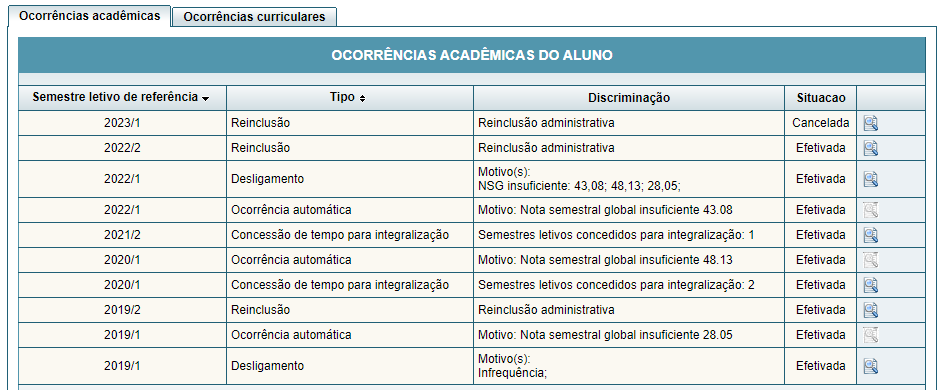 Ocorrências acadêmicas Ocorrências curriculares
OCORRÊNCIAS ACADÊMICAS DO ALUNO
Semestre letivo de referência Tipo Discriminação Situacao
2023/1 Reinclusão Reinclusão administrativa Cancelada
2022/2 Reinclusão Reinclusão administrativa Efetivada
2022/1 Desligamento Motivo(s): Efetivada
NSG insuficiente: 43,08; 48,13; 28,05;
2022/1 Ocorrência automática Motivo: Nota semestral global insuficiente 43.08 Efetivada
2021/2 Concessão de tempo para integralização Semestres letivos concedidos para integralização: 1 Efetivada
2020/1 Ocorrência automática Motivo: Nota semestral global insuficiente 48.13 Efetivada
2020/1 Concessão de tempo para integralização Semestres letivos concedidos para integralização: 2 Efetivada
2019/2 Reinclusão Reinclusão administrativa Efetivada
2019/1 Ocorrência automática Motivo: Nota semestral global insuficiente 28.05 Efetivada
2019/1 Desligamento Motivo(s): Efetivada
Infrequência;